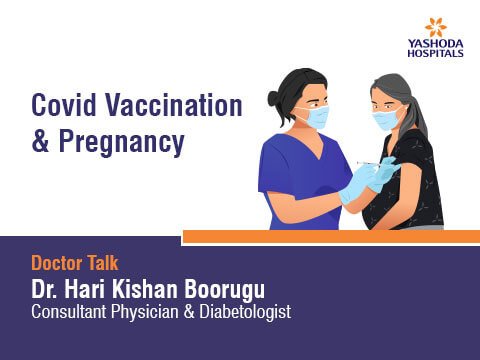 YASHODA
HOSPITALS
Covid Vaccination
& Pregnancy
Doctor Talk
Dr. Hari Kishan Boorugu
Consultant Physician & Diabetologist